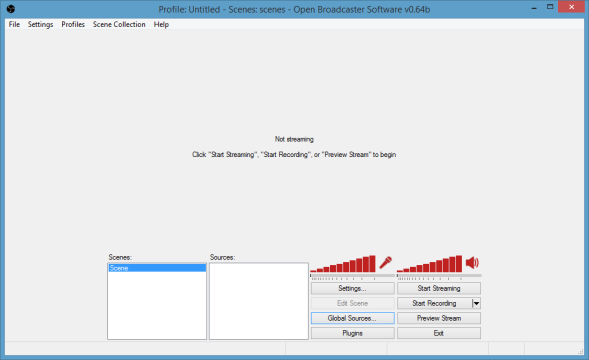 Profile: Untitled - Scenes: scenes - Open Broadcaster Software v0.64b
File Settings Profiles Scene Collection Help
Not streaming
Click "Start Streaming", "Start Recording", or "Preview Stream" to begin
Scenes: Sources:
Scene
Settings... Start Streaming
Edit Scene Start Recording
Global Sources... Preview Stream
Plugins Exit